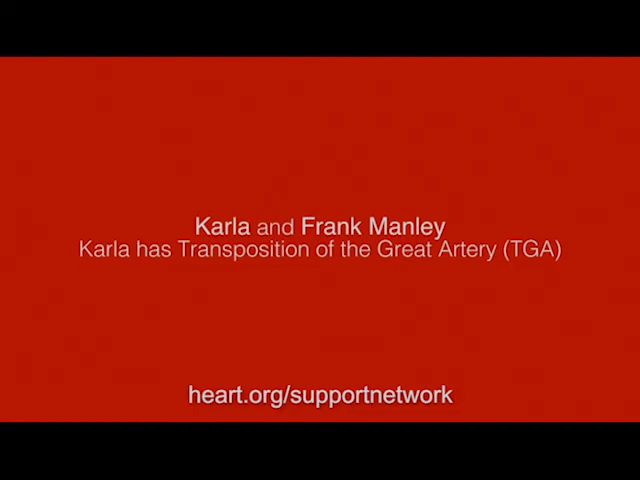 Karla and Frank Manley
Karla has Transposition of the Great Artery (TGA)
heart.org/supportnetwork